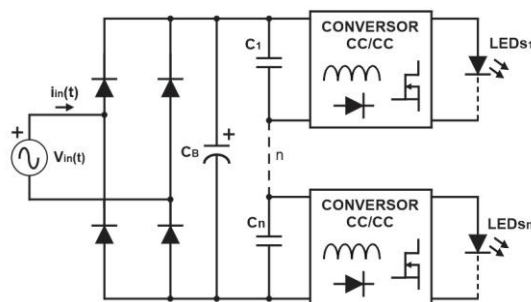 CONVERSOR
CC/CC
C1
LEDs1
iin(t)
+
Vin(t)
CB
+
n
CONVERSOR
CC/CC
Cn
LEDsn